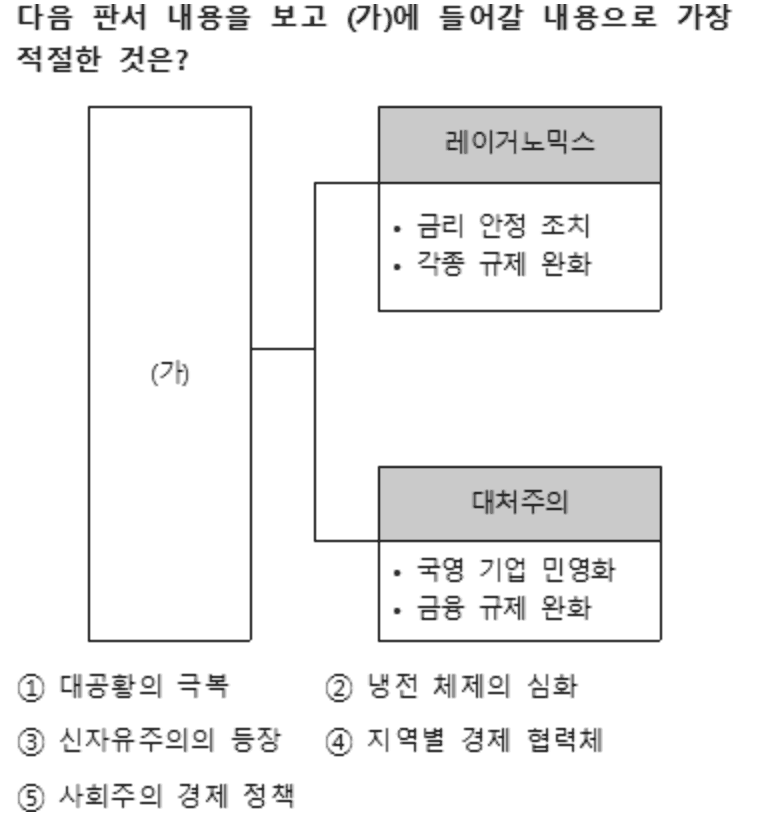 다음 판서 내용을 보고 (가)에 들어갈 내용으로 가장
적절한 것은?
(가)
레이거노믹스
• 금리 안정 조치
• 각종 규제 완화
대처주의
• 국영 기업 민영화
• 금융 규제 완화
① 대공황의 극복 ② 냉전 체제의 심화
③ 신자유주의의 등장 ④ 지역별 경제 협력체
⑤ 사회주의 경제 정책